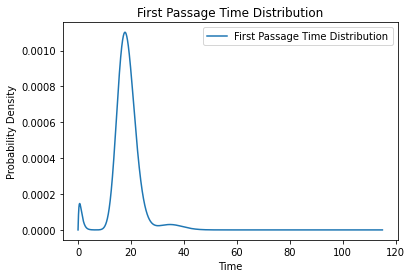 First Passage Time Distribution
First Passage Time Distribution
Probability Density
0.0010
0.0008
0.0006
0.0004
0.0002
0.0000
0 20 40 60 80 100 120
Time